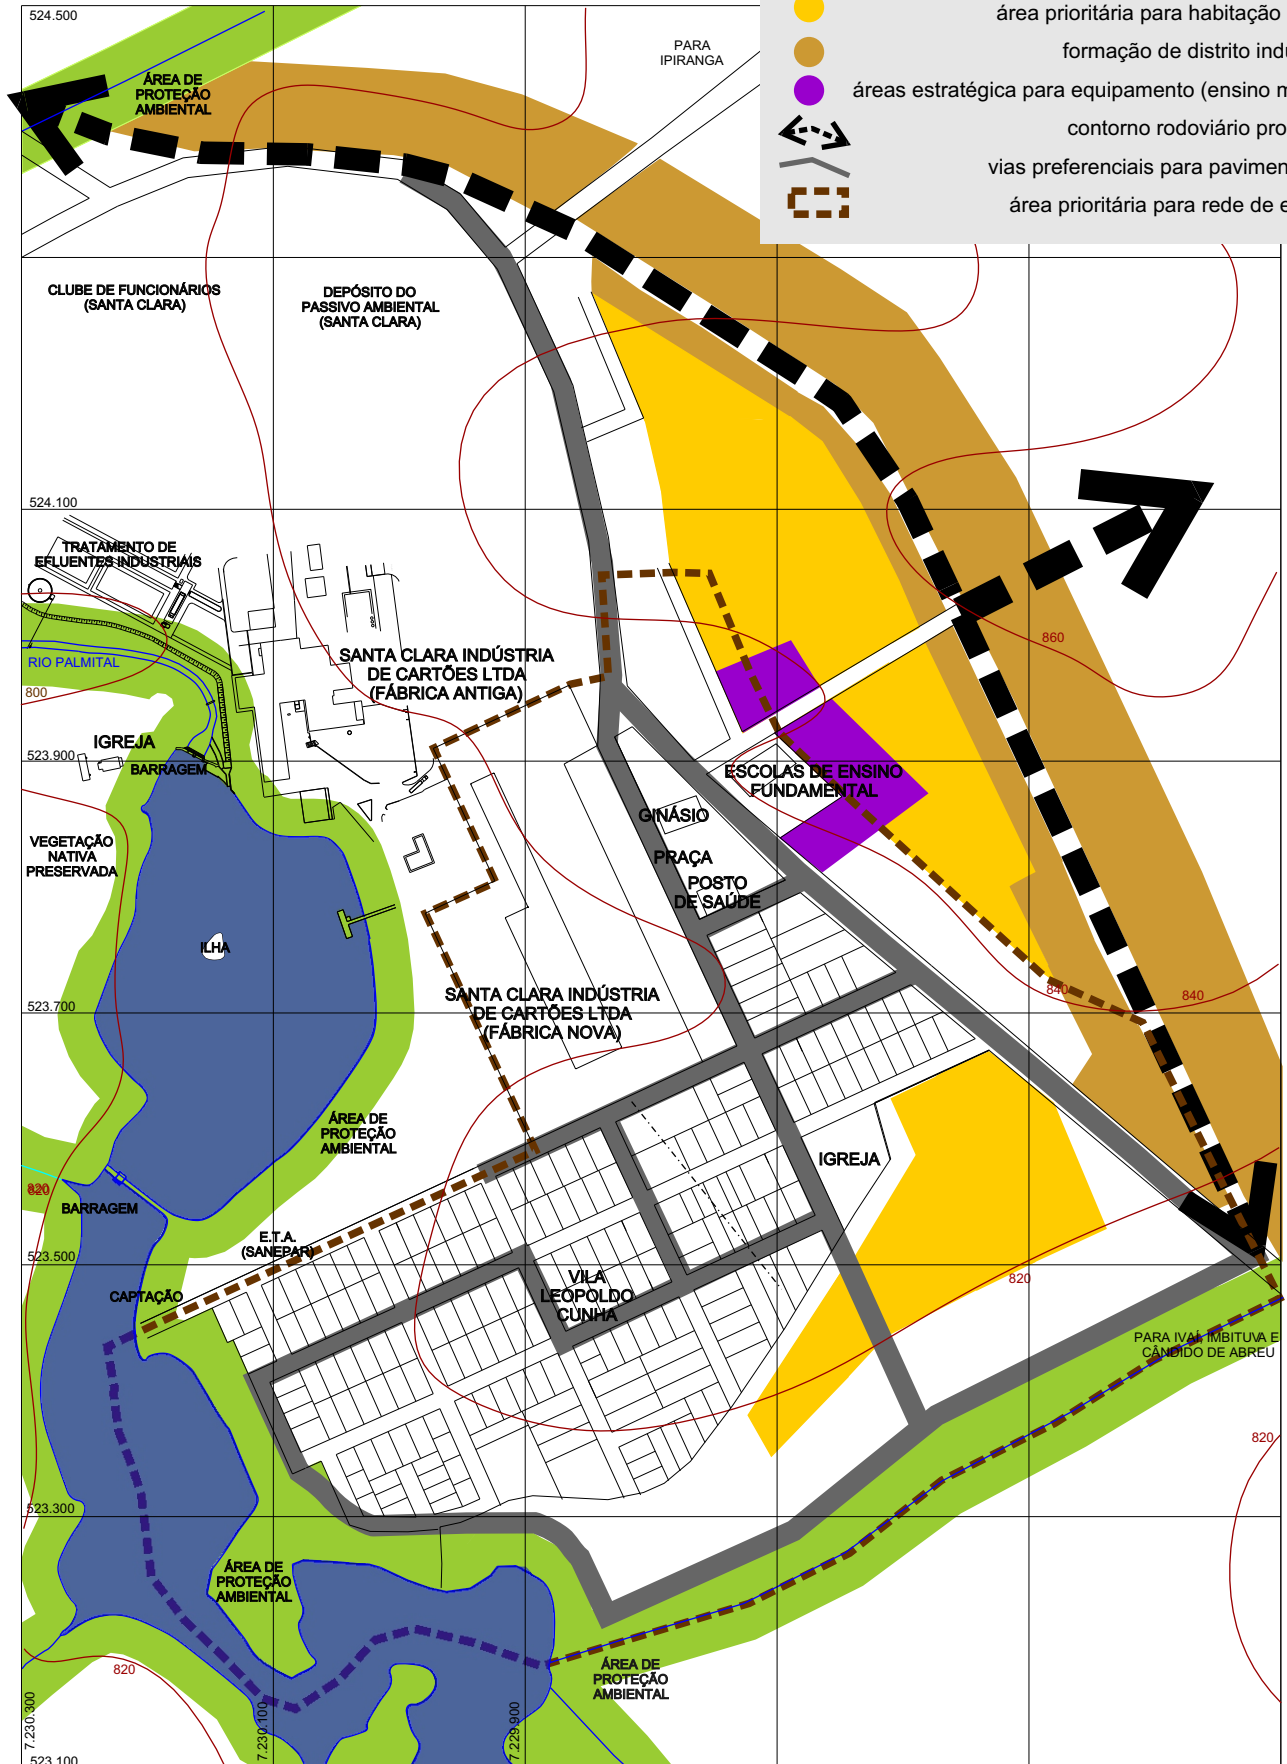 524.500
área prioritária para habitação
formação de distrito indu
áreas estratégica para equipamento (ensino m
contorno rodoviário pro
vias preferenciais para pavimen
área prioritária para rede de e
PARA
IPIRANGA
ÁREA DE
PROTEÇÃO
AMBIENTAL
CLUBE DE FUNCIONÁRIOS
(SANTA CLARA)
DEPÓSITO DO
PASSIVO AMBIENTAL
(SANTA CLARA)
524.100
TRATAMENTO DE
EFLUENTES INDUSTRIAIS
RIO PALMITAL
800
860
SANTA CLARA INDÚSTRIA
DE CARTÕES LTDA
(FÁBRICA ANTIGA)
IGREJA
523.900
BARRAGEM
ESCOLAS DE ENSINO
FUNDAMENTAL
GINÁSIO
PRAÇA
POSTO
DE SAÚDE
VEGETAÇÃO
NATIVA
PRESERVADA
ILHA
SANTA CLARA INDÚSTRIA
DE CARTÕES LTDA
(FÁBRICA NOVA)
840
840
523.700
ÁREA DE
PROTEÇÃO
AMBIENTAL
IGREJA
820
820
BARRAGEM
E.T.A.
(SANEPAR)
523.500
CAPTAÇÃO
VILA
LEOPOLDO
CUNHA
820
PARA IVAÍ, IMBITUVA E
CÂNDIDO DE ABREU
820
523.300
ÁREA DE
PROTEÇÃO
AMBIENTAL
820
ÁREA DE
PROTEÇÃO
AMBIENTAL
7.230.300
7.230.100
7.229.900
523.100